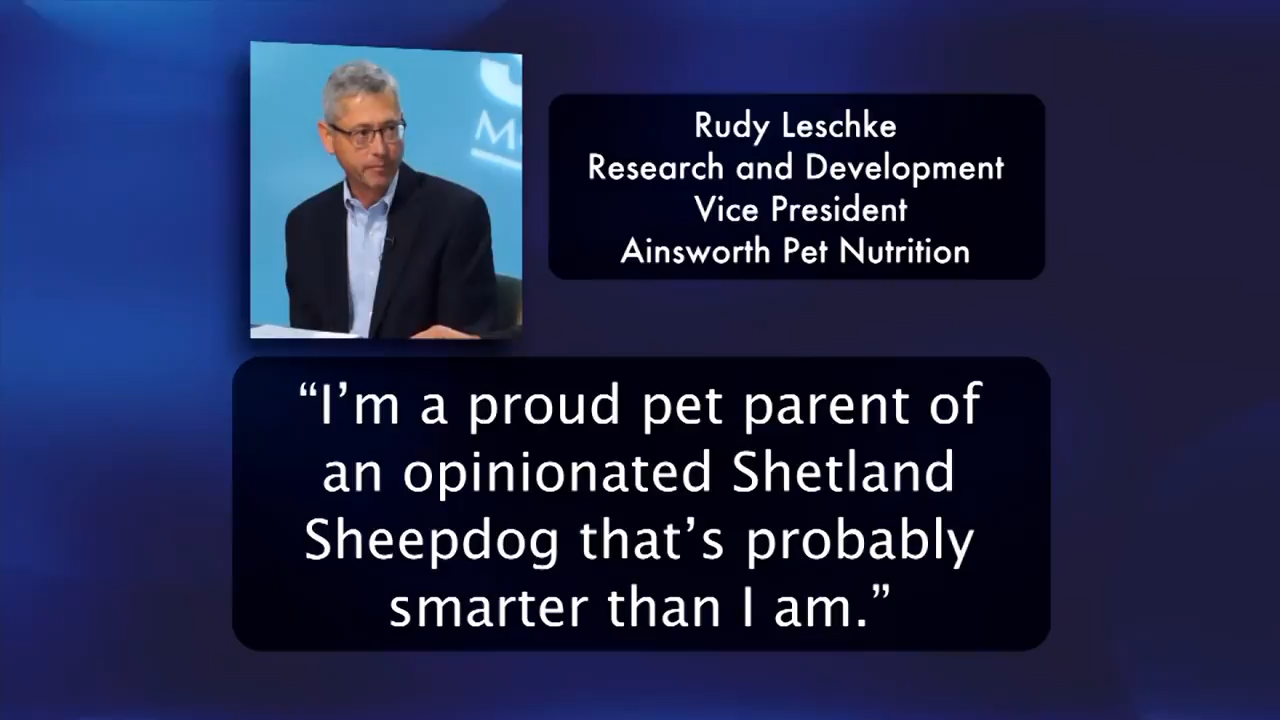 Rudy Leschke
Research and Development
Vice President
Ainsworth Pet Nutrition
“I’m a proud pet parent of
an opinionated Shetland
Sheepdog that’s probably
smarter than I am.”